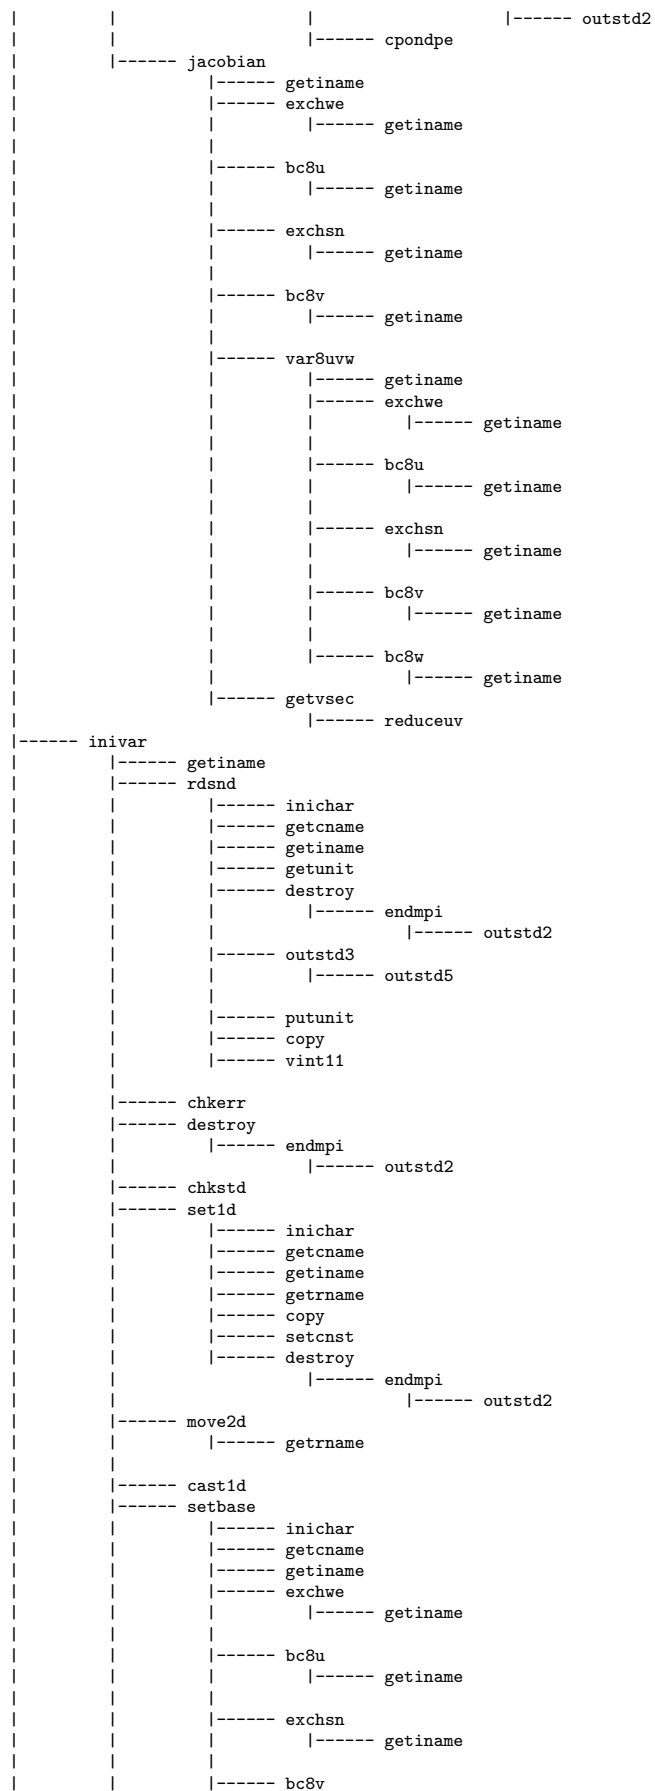 |         |                   |                   |------ outstd2
|         |                   |------ cpondpe
|         |------ jacobian
|                   |------ getiname
|                   |------ exchwe
|                   |         |------ getiname
|                   |
|                   |------ bc8u
|                   |         |------ getiname
|                   |
|                   |------ exchsn
|                   |         |------ getiname
|                   |
|                   |------ bc8v
|                   |         |------ getiname
|                   |
|                   |------ var8uvw
|                   |         |------ getiname
|                   |         |------ exchwe
|                   |         |         |------ getiname
|                   |         |
|                   |         |------ bc8u
|                   |         |         |------ getiname
|                   |         |
|                   |         |------ exchsn
|                   |         |         |------ getiname
|                   |         |
|                   |         |------ bc8v
|                   |         |         |------ getiname
|                   |         |
|                   |         |------ bc8w
|                   |                   |------ getiname
|                   |------ getvsec
|                             |------ reduceuv
|------ inivar
|         |------ getiname
|         |------ rdsnd
|         |         |------ inichar
|         |         |------ getcname
|         |         |------ getiname
|         |         |------ getunit
|         |         |------ destroy
|         |         |         |------ endmpi
|         |         |                   |------ outstd2
|         |         |------ outstd3
|         |         |         |------ outstd5
|         |         |
|         |         |------ putunit
|         |         |------ copy
|         |         |------ vint11
|         |
|         |------ chkerr
|         |------ destroy
|         |         |------ endmpi
|         |                   |------ outstd2
|         |------ chkstd
|         |------ set1d
|         |         |------ inichar
|         |         |------ getcname
|         |         |------ getiname
|         |         |------ getrname
|         |         |------ copy
|         |         |------ setcnst
|         |         |------ destroy
|         |                   |------ endmpi
|         |                             |------ outstd2
|         |------ move2d
|         |         |------ getrname
|         |
|         |------ cast1d
|         |------ setbase
|         |         |------ inichar
|         |         |------ getcname
|         |         |------ getiname
|         |         |------ exchwe
|         |         |         |------ getiname
|         |         |
|         |         |------ bc8u
|         |         |         |------ getiname
|         |         |
|         |         |------ exchsn
|         |         |         |------ getiname
|         |         |
|         |         |------ bc8v